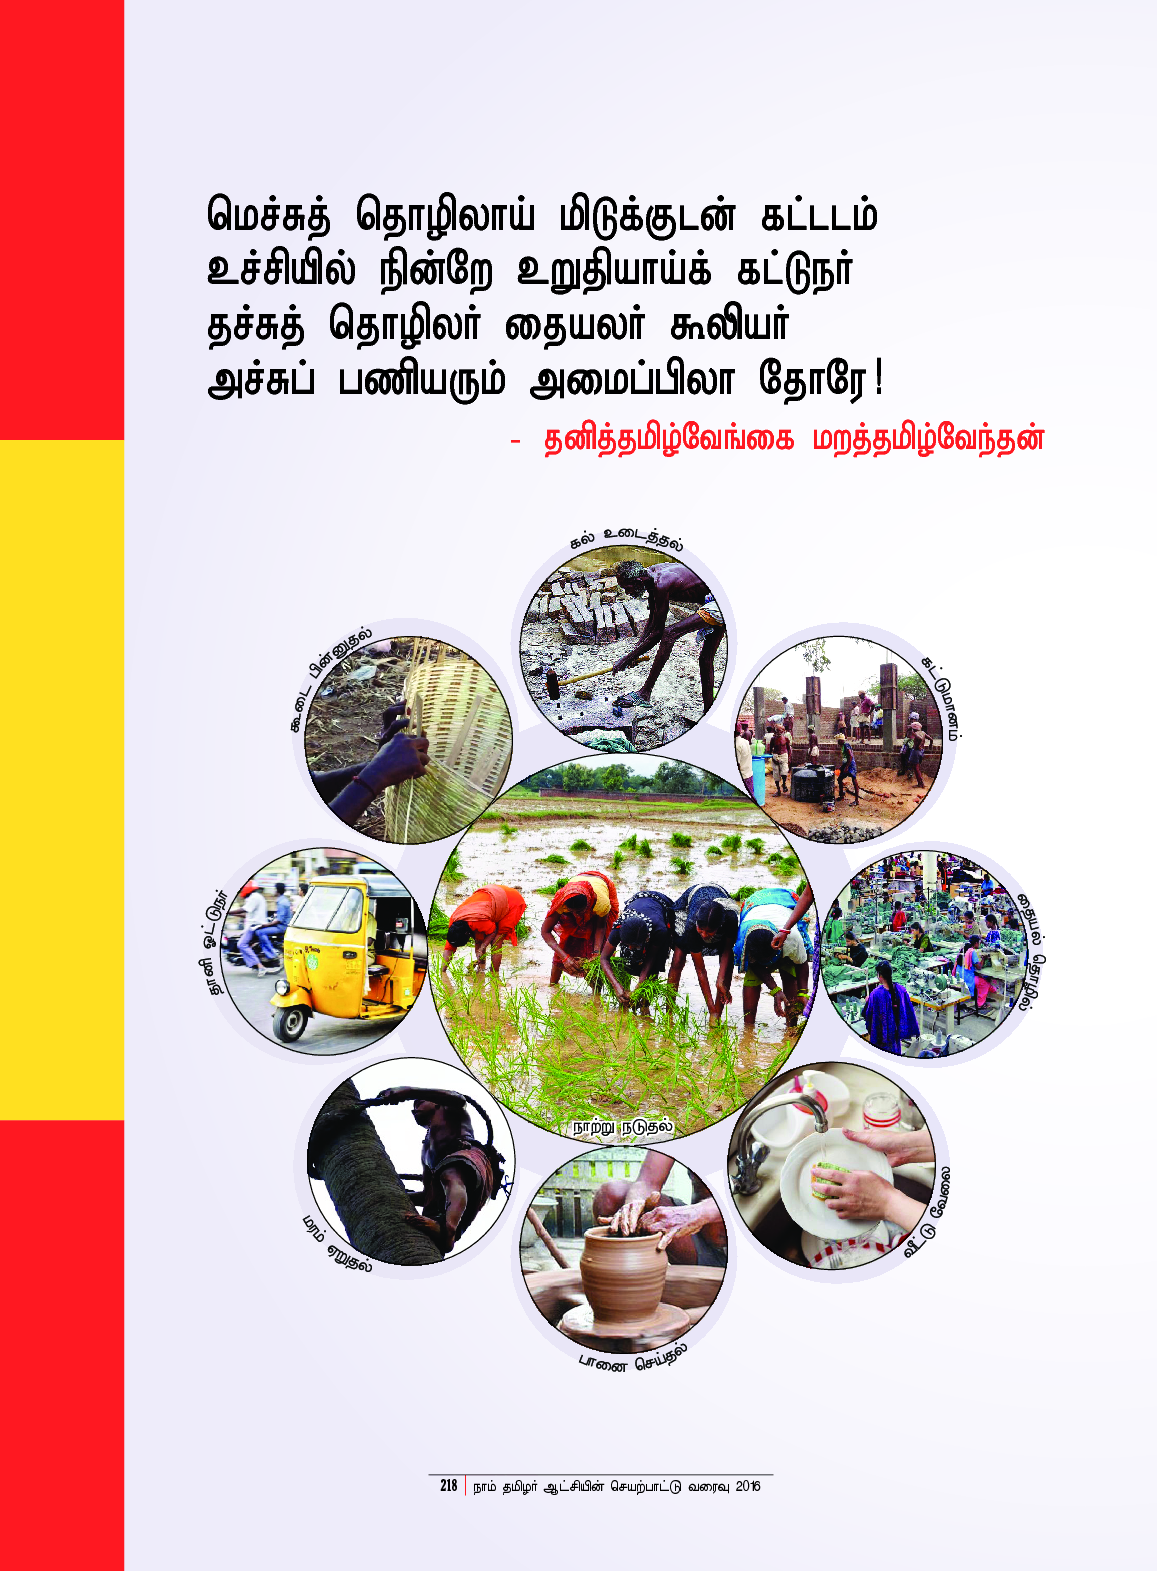 மெச்சுத் தொழிலாய் மிடுக்குடன் கட்டடம்
உச்சியில் நின்றே உறுதியாய்க் கட்டுநர்
தச்சுத் தொழிலர் தையலர் கூலியர்
அச்சுப் பணியரும் அமைப்பிலா தோரே!
- தனித்தமிழ்வேங்கை மறத்தமிழ்வேந்தன்
கல் உடைத்தல்
கூடை பின்னுதல்
கட்டுமானம்
தானி ஓட்டுநர்
தையல் தொழில்
நாற்று நடுதல்
மரம் ஏறுதல்
வீட்டு வேலை
பானை செய்தல்
218 நாம் தமிழர் ஆட்சியின் செயற்பாட்டு வரைவு 2016